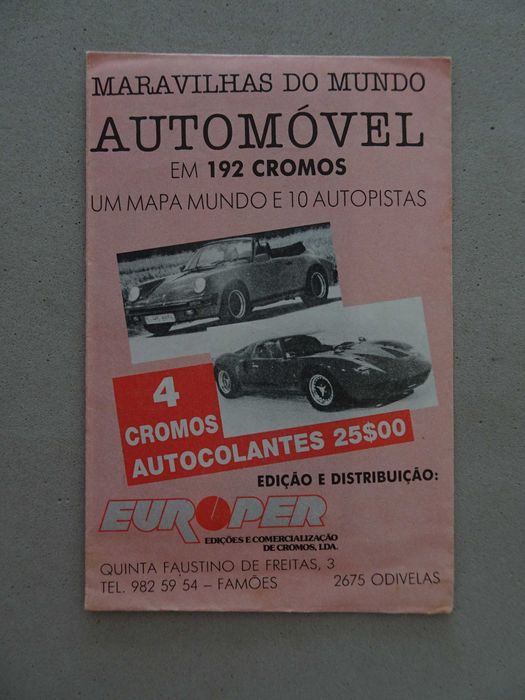 MARAVILHAS DO MUNDO
AUTOMÓVEL
EM 192 CROMOS
UM MAPA MUNDO E 10 AUTOPISTAS
4
CROMOS
AUTOCOLANTES 25$00
EDIÇÃO E DISTRIBUIÇÃO:
EUROPER
EDIÇÕES E COMERCIALIZAÇÃO
DE CROMOS, LDA.
QUINTA FAUSTINO DE FREITAS, 3
TEL. 982 59 54 – FAMÕES 2675 ODIVELAS